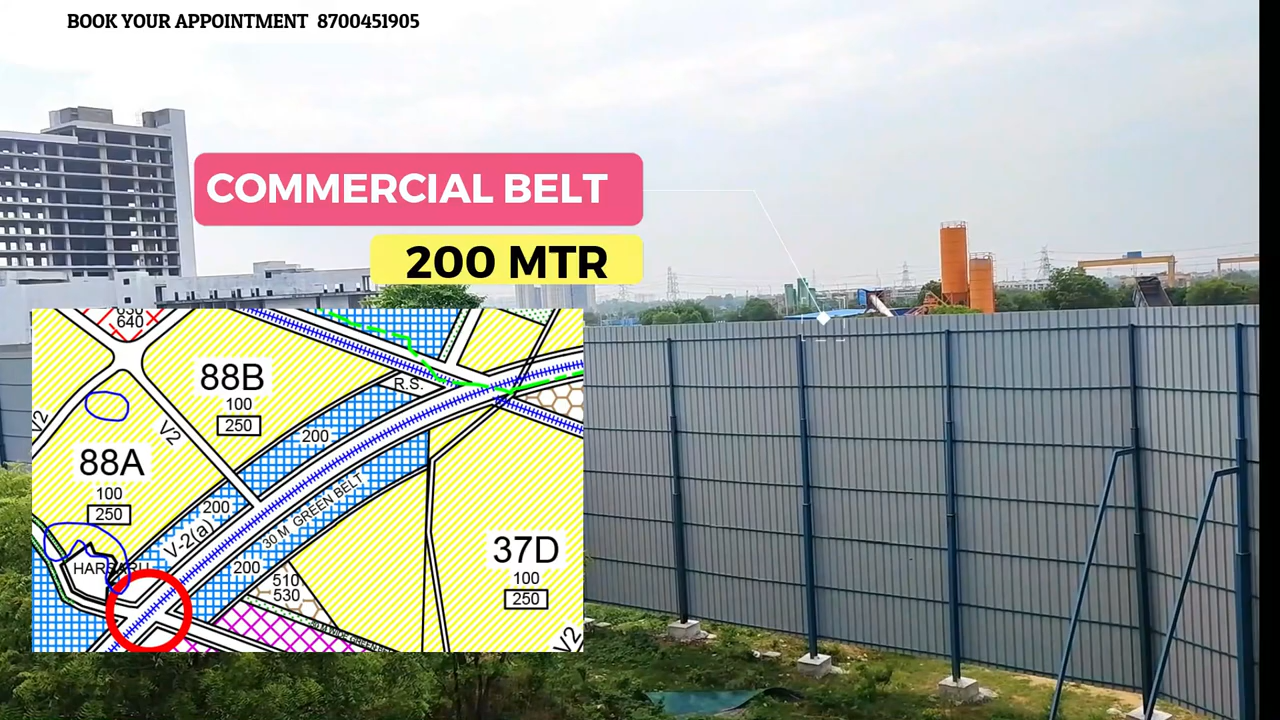 BOOK YOUR APPOINTMENT 8700451905
COMMERCIAL BELT
200 MTR
640
88B
100
250
R.S.
V2
V2
200
88A
100
250
200
V-2(a)
30 M GREEN BELT
HARSARU
200
510
530
37D
100
250
V2